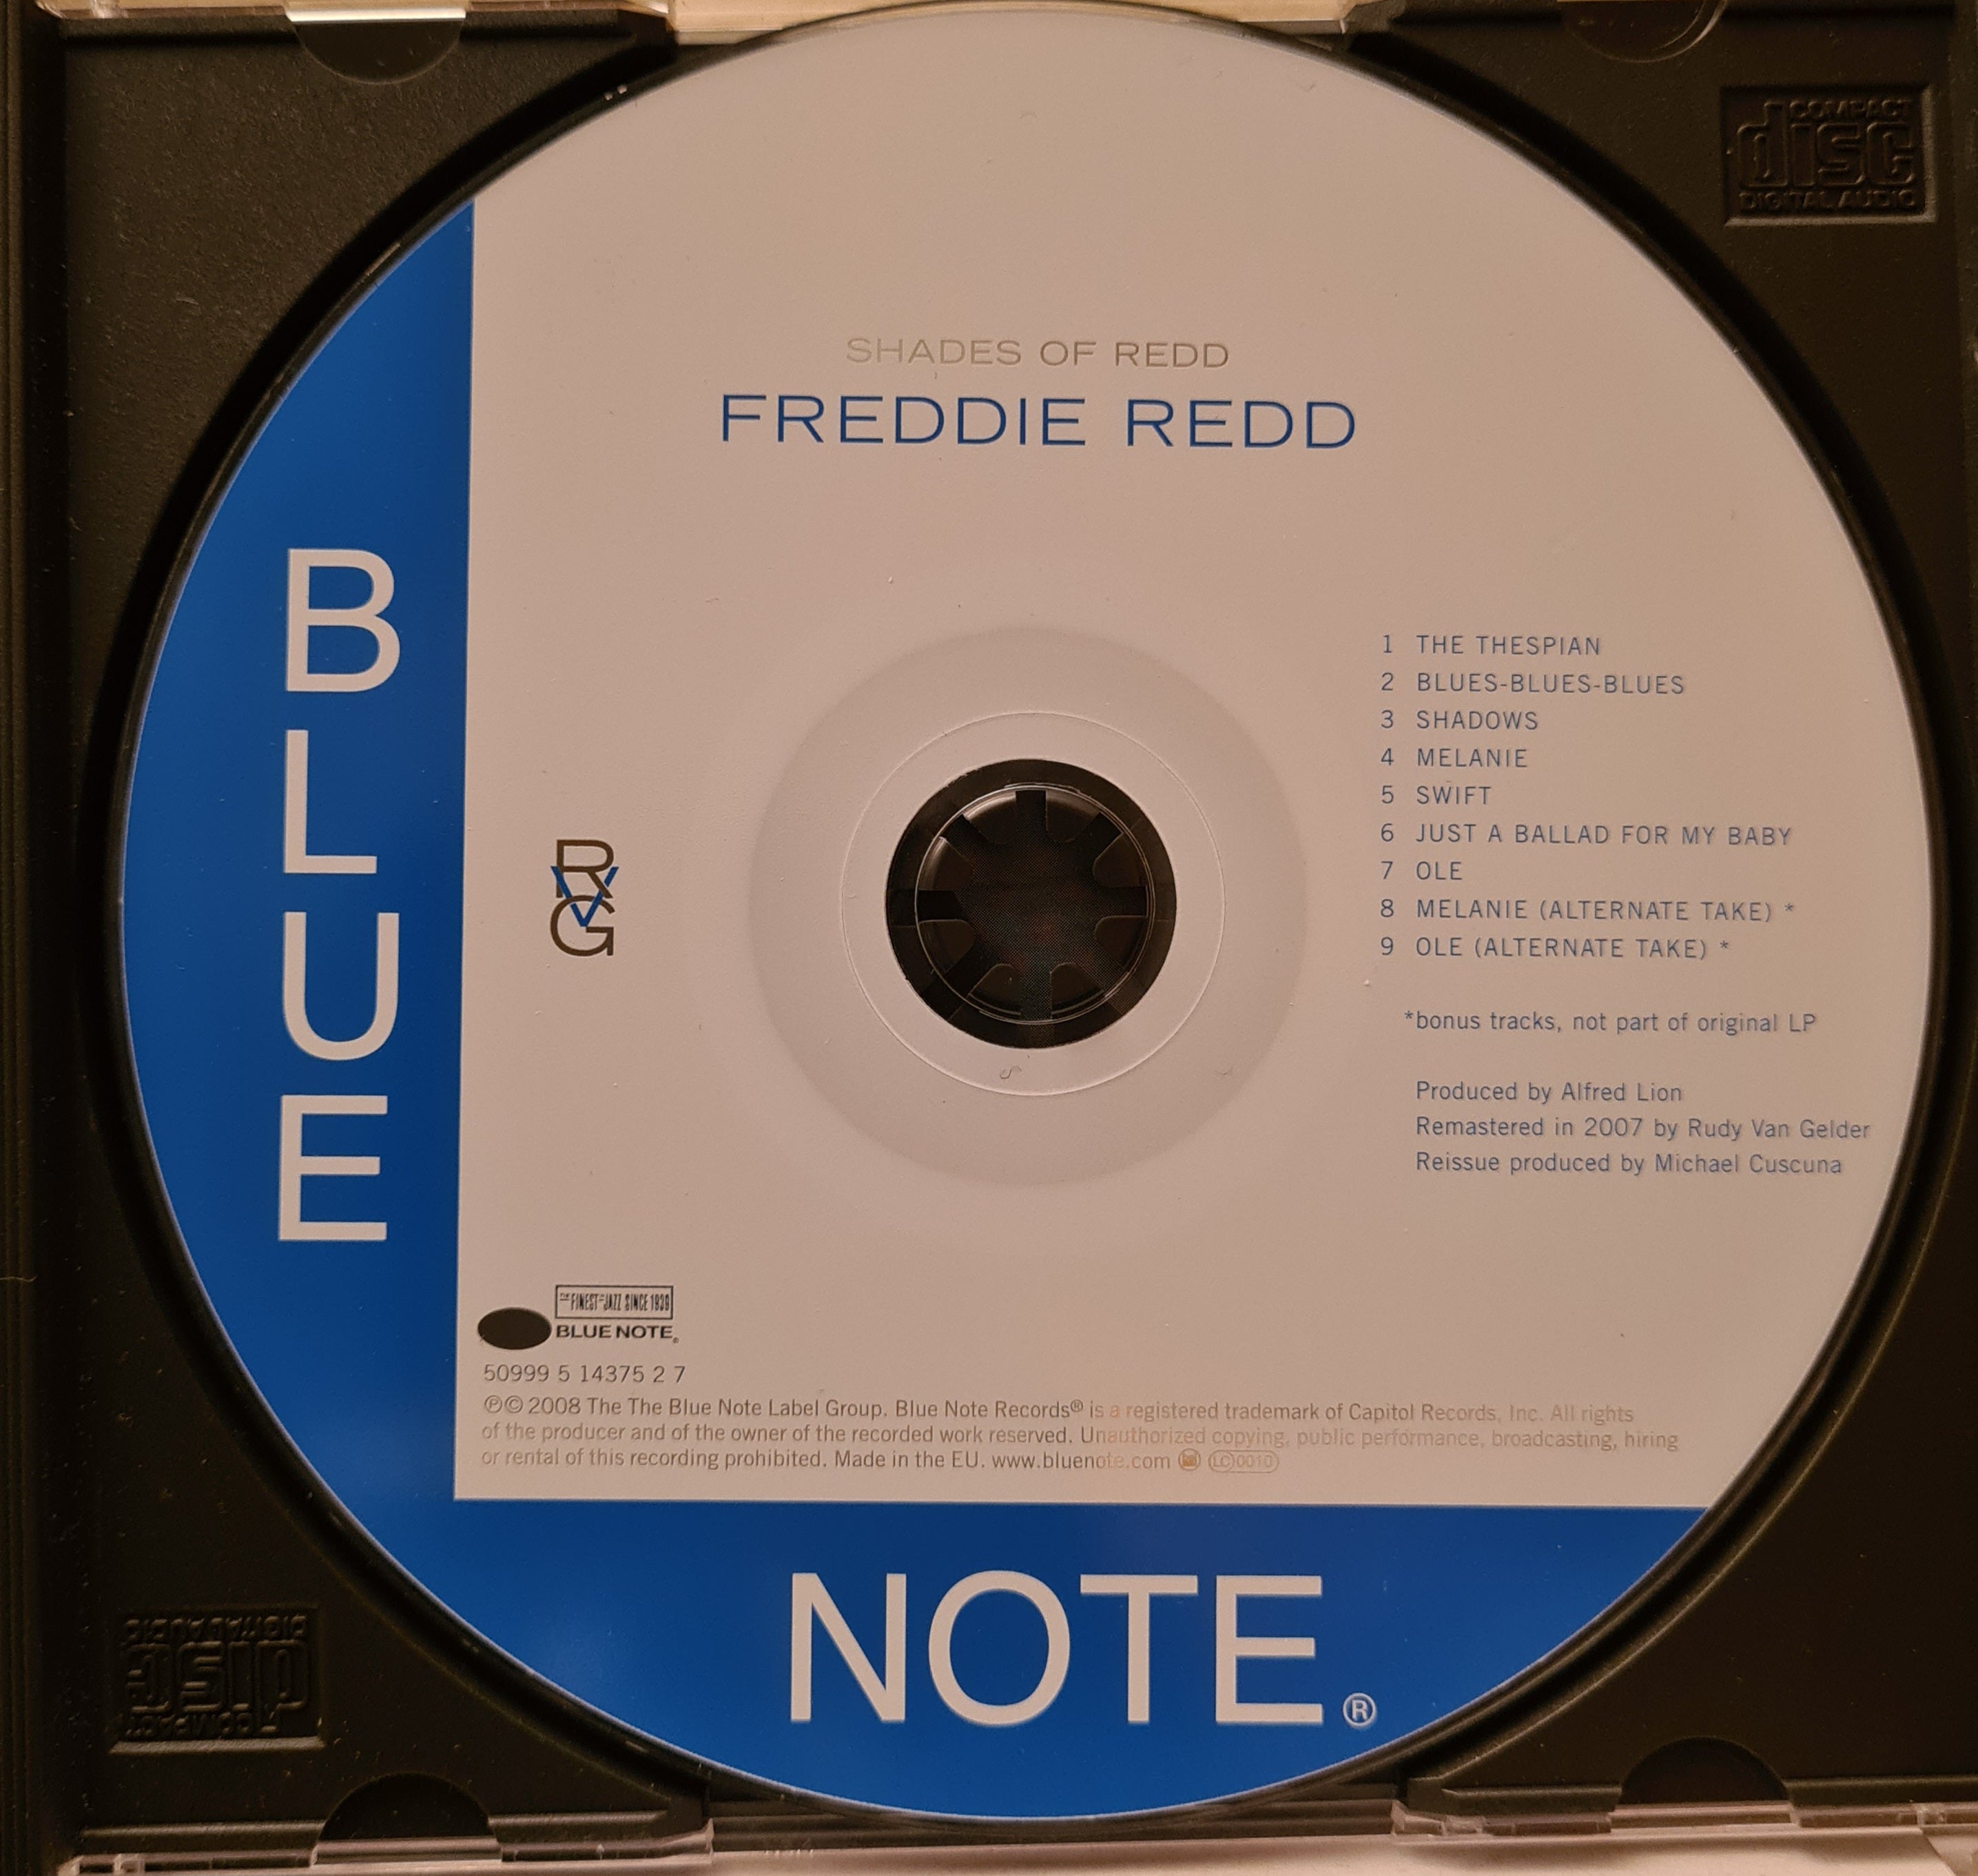 COMPACT
disc
DIGITAL AUDIO
SHADES OF REDD
FREDDIE REDD
BLUE
1 THE THESPIAN
2 BLUES-BLUES-BLUES
3 SHADOWS
4 MELANIE
5 SWIFT
6 JUST A BALLAD FOR MY BABY
7 OLE
8 MELANIE (ALTERNATE TAKE) *
9 OLE (ALTERNATE TAKE) *
RVG
*bonus tracks, not part of original LP
Produced by Alfred Lion
Remastered in 2007 by Rudy Van Gelder
Reissue produced by Michael Cuscuna
THE FINEST IN JAZZ SINCE 1939
BLUE NOTE®
50999 5 14375 2 7
℗© 2008 The The Blue Note Label Group. Blue Note Records® is a registered trademark of Capitol Records, Inc. All rights
of the producer and of the owner of the recorded work reserved. Unauthorized copying, public performance, broadcasting, hiring
or rental of this recording prohibited. Made in the EU. www.bluenote.com LC0010
NOTE®
COMPACT
disc
DIGITAL AUDIO